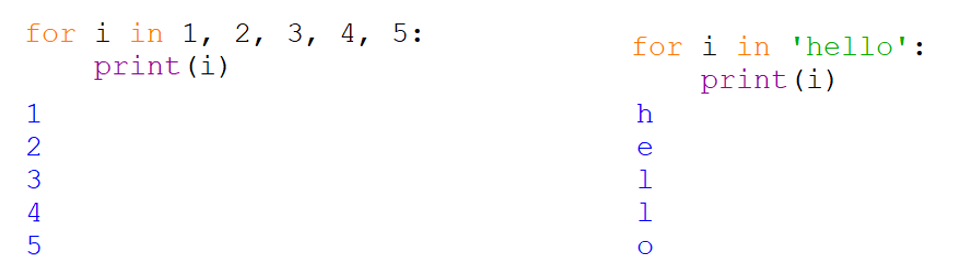 for i in 1, 2, 3, 4, 5:
    print(i)
1
2
3
4
5
for i in 'hello':
    print(i)
h
e
l
l
o